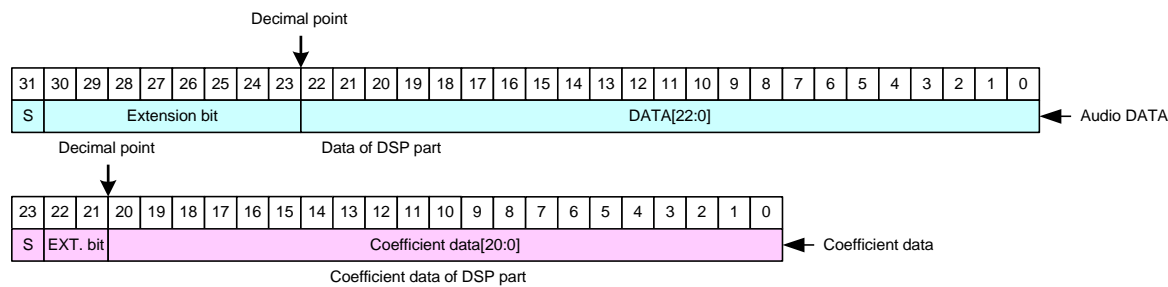 Decimal point
31 30 29 28 27 26 25 24 23 22 21 20 19 18 17 16 15 14 13 12 11 10 9 8 7 6 5 4 3 2 1 0
S Extension bit DATA[22:0] Audio DATA
Decimal point Data of DSP part
23 22 21 20 19 18 17 16 15 14 13 12 11 10 9 8 7 6 5 4 3 2 1 0
S EXT. bit Coefficient data[20:0] Coefficient data
Coefficient data of DSP part